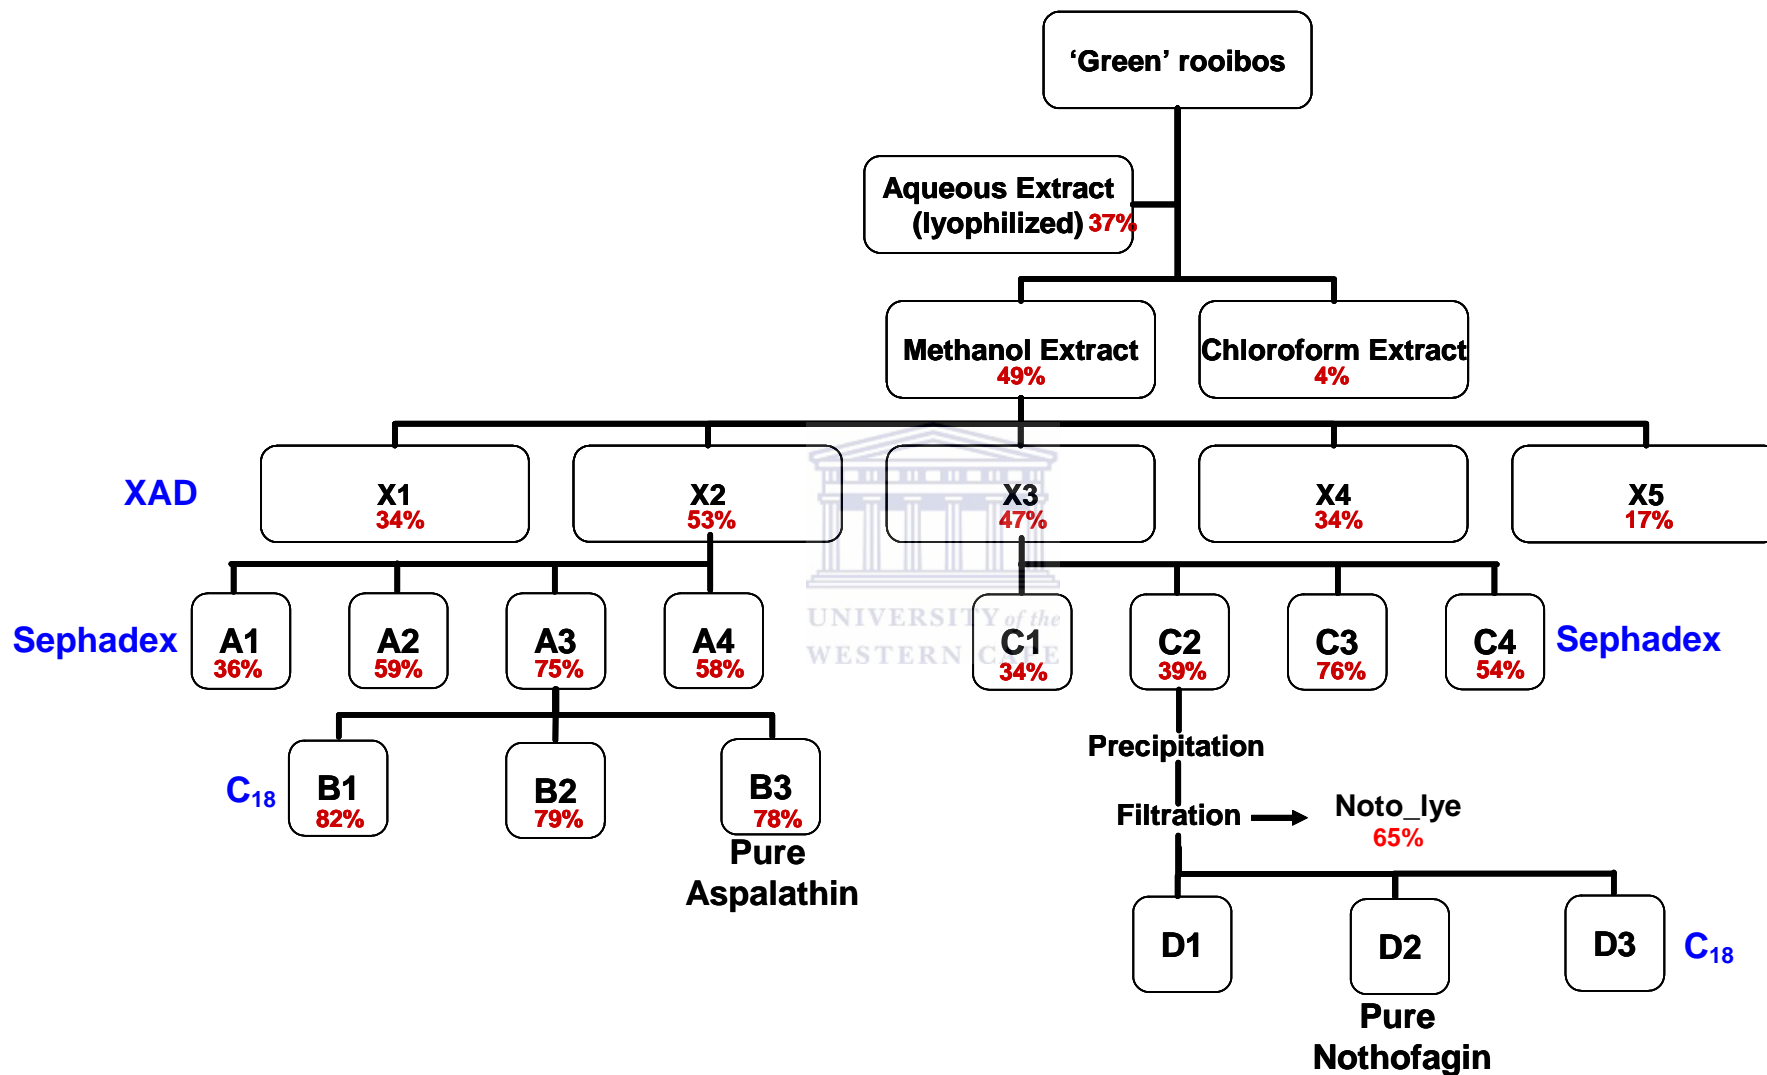 ‘Green’ rooibos
Aqueous Extract
(lyophilized) 37%
Methanol Extract
49%
Chloroform Extract
4%
XAD
X1
34%
X2
53%
X3
47%
X4
34%
X5
17%
UNIVERSITY of the
WESTERN CAPE
Sephadex
A1
36%
A2
59%
A3
75%
A4
58%
C1
34%
C2
39%
C3
76%
C4
54%
Sephadex
C18
B1
82%
B2
79%
B3
78%
Pure
Aspalathin
Precipitation
Filtration
Noto_lye
65%
D1
D2
D3
C18
Pure
Nothofagin